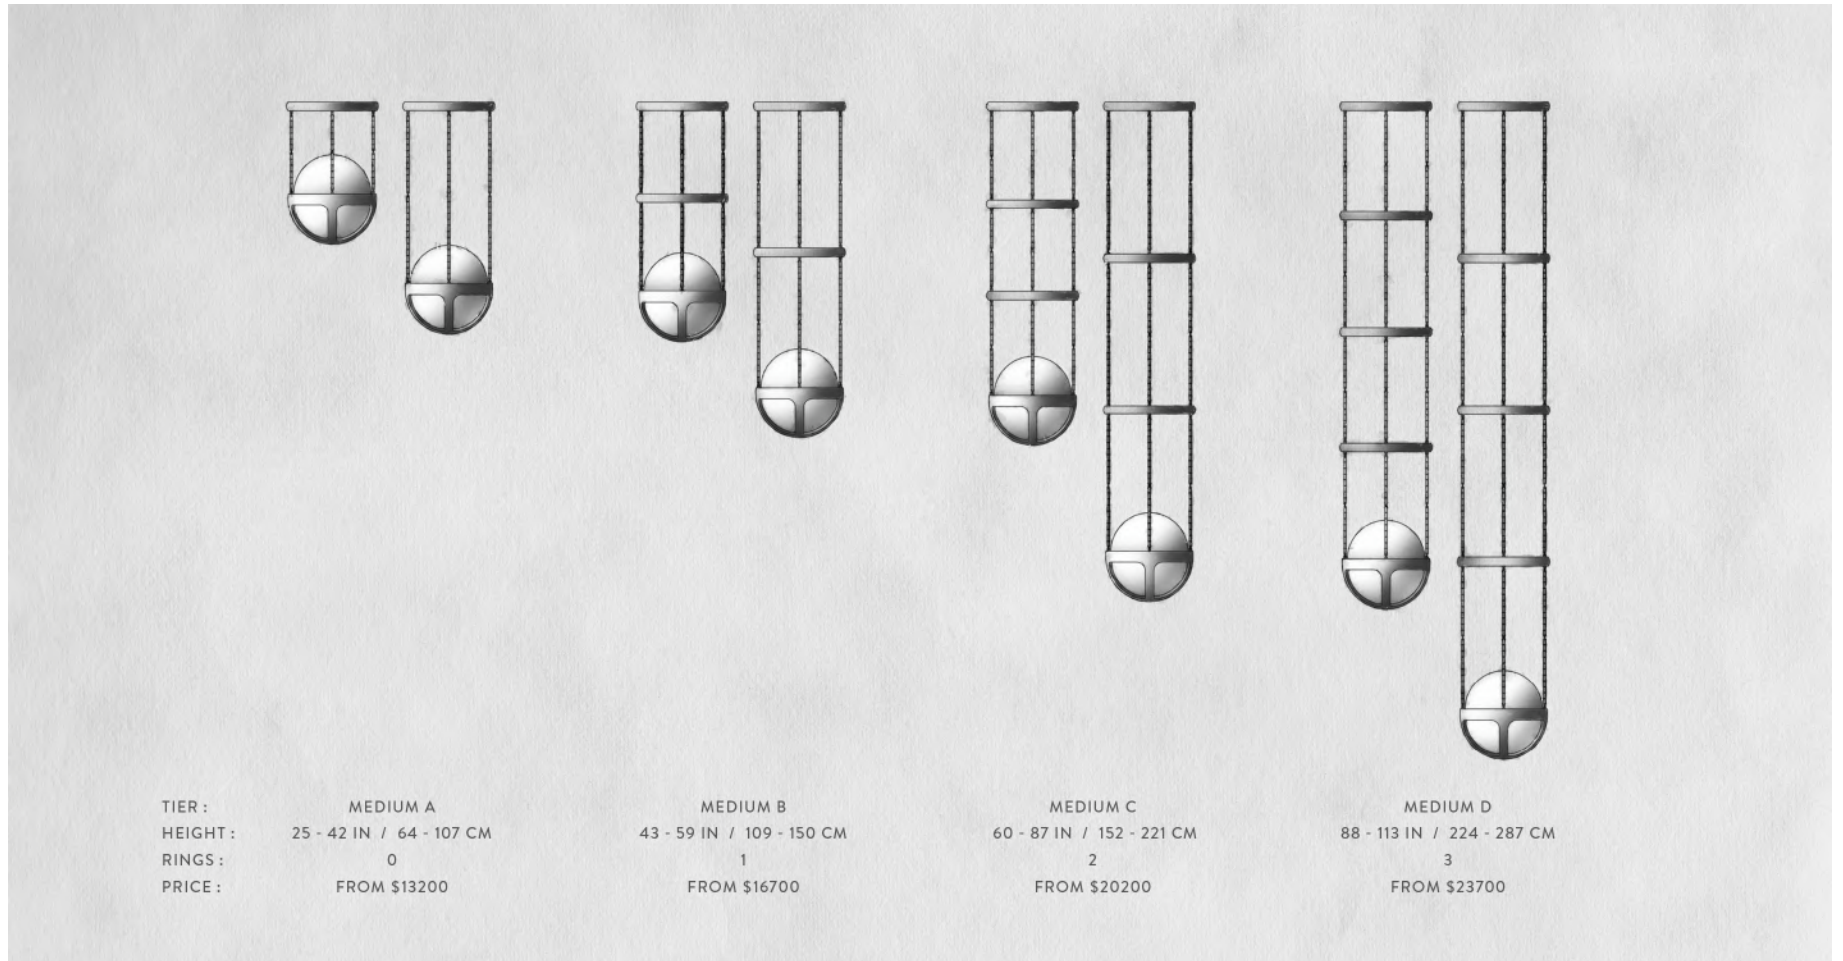 TIER : MEDIUM A MEDIUM B MEDIUM C MEDIUM D
HEIGHT : 25 - 42 IN / 64 - 107 CM 43 - 59 IN / 109 - 150 CM 60 - 87 IN / 152 - 221 CM 88 - 113 IN / 224 - 287 CM
RINGS : 0 1 2 3
PRICE : FROM $13200 FROM $16700 FROM $20200 FROM $23700